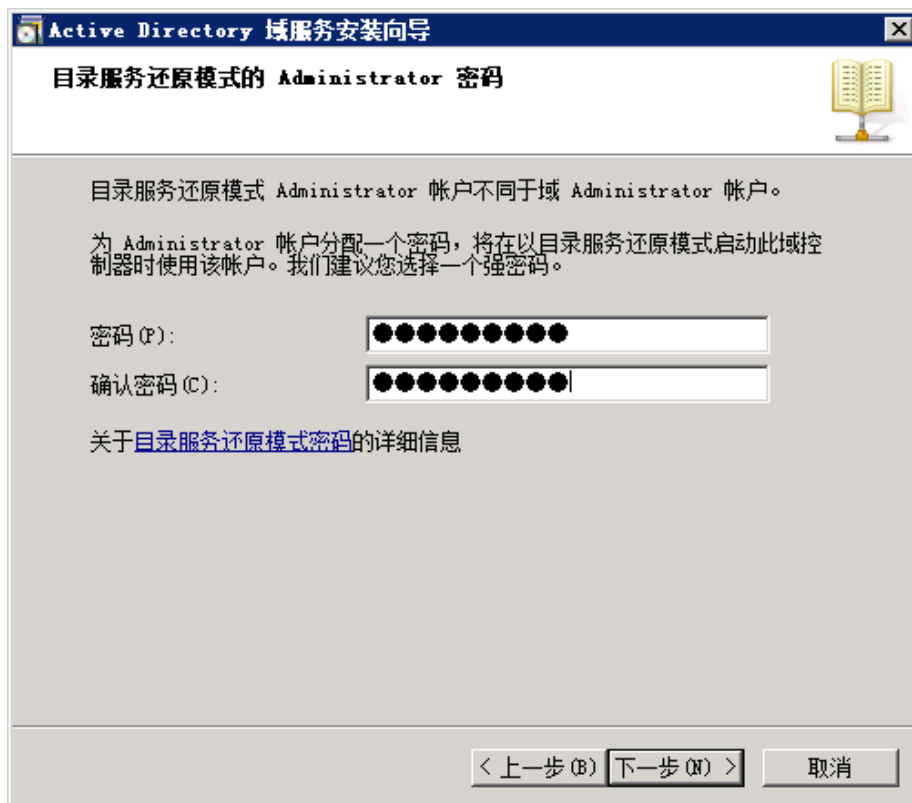 Active Directory 域服务安装向导
目录服务还原模式的 Administrator 密码
目录服务还原模式 Administrator 帐户不同于域 Administrator 帐户。
为 Administrator 帐户分配一个密码，将在以目录服务还原模式启动此域控
制器时使用该帐户。我们建议您选择一个强密码。
密码(P):
●●●●●●●●●
确认密码(C):
●●●●●●●●●
关于目录服务还原模式密码的详细信息
< 上一步(B)
下一步(N) >
取消